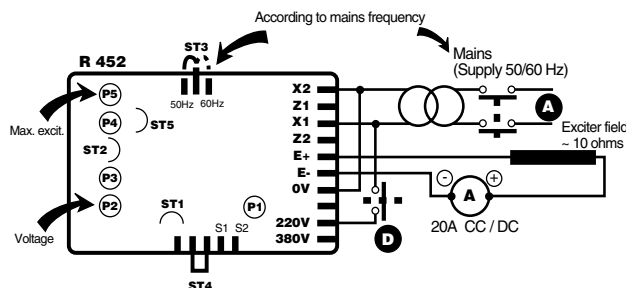 According to mains frequency
R 452
ST3
Mains
(Supply 50/60 Hz)
50Hz
60Hz
X2
Z1
X1
Z2
E+
E-
0V
220V
380V
P5
Max. excit.
P4
ST5
ST2
P3
P2
Voltage
ST1
P1
S1
S2
ST4
A
Exciter field
~ 10 ohms
-
A
+
20A CC / DC
D